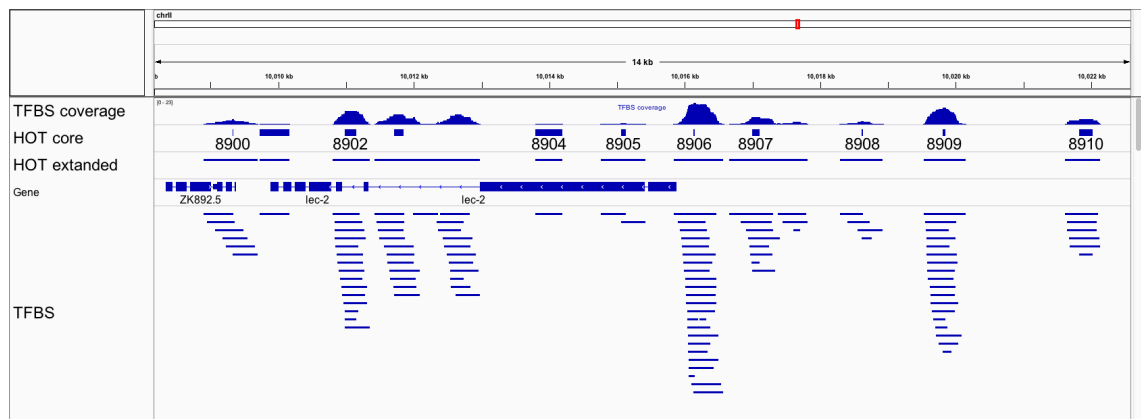 chrII
14 kb
b
10,010 kb
10,012 kb
10,014 kb
10,016 kb
10,018 kb
10,020 kb
10,022 kb
TFBS coverage
[0 - 23]
TFBS coverage
HOT core
8900
8902
8904
8905
8906
8907
8908
8909
8910
HOT extanded
Gene
ZK892.5
lec-2
lec-2
TFBS